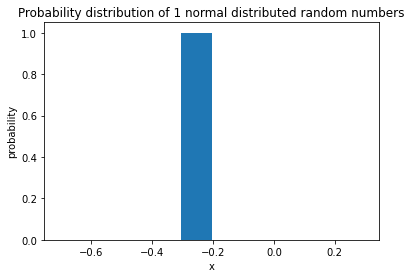 Probability distribution of 1 normal distributed random numbers
1.0
0.8
0.6
0.4
0.2
0.0
probability
−0.6 −0.4 −0.2 0.0 0.2
x